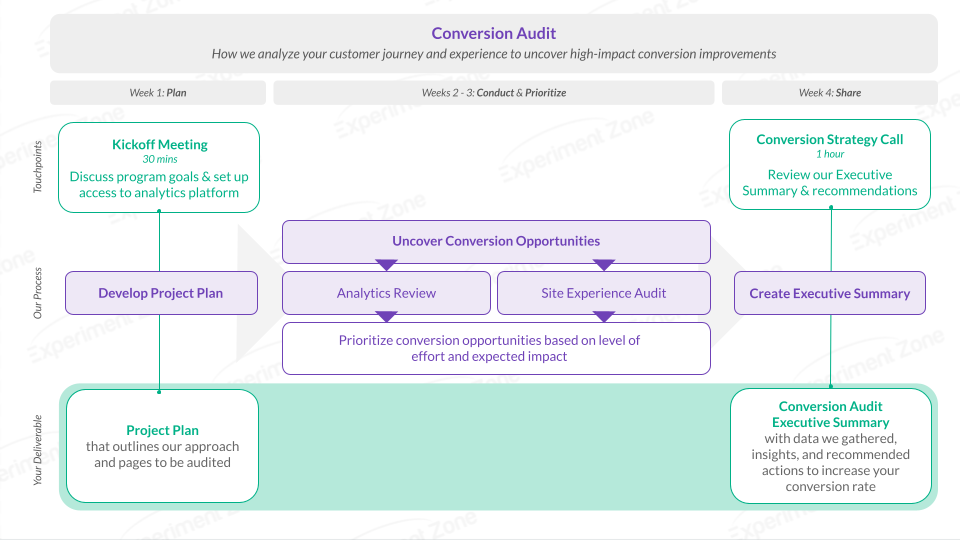 Conversion Audit
How we analyze your customer journey and experience to uncover high-impact conversion improvements
Week 1: Plan
Weeks 2 - 3: Conduct & Prioritize
Week 4: Share
Touchpoints
Kickoff Meeting
30 mins
Discuss program goals & set up
access to analytics platform
Conversion Strategy Call
1 hour
Review our Executive
Summary & recommendations
Our Process
Develop Project Plan
Uncover Conversion Opportunities
Analytics Review
Site Experience Audit
Prioritize conversion opportunities based on level of
effort and expected impact
Create Executive Summary
Your Deliverable
Project Plan
that outlines our approach
and pages to be audited
Conversion Audit
Executive Summary
with data we gathered,
insights, and recommended
actions to increase your
conversion rate
Experiment Zone